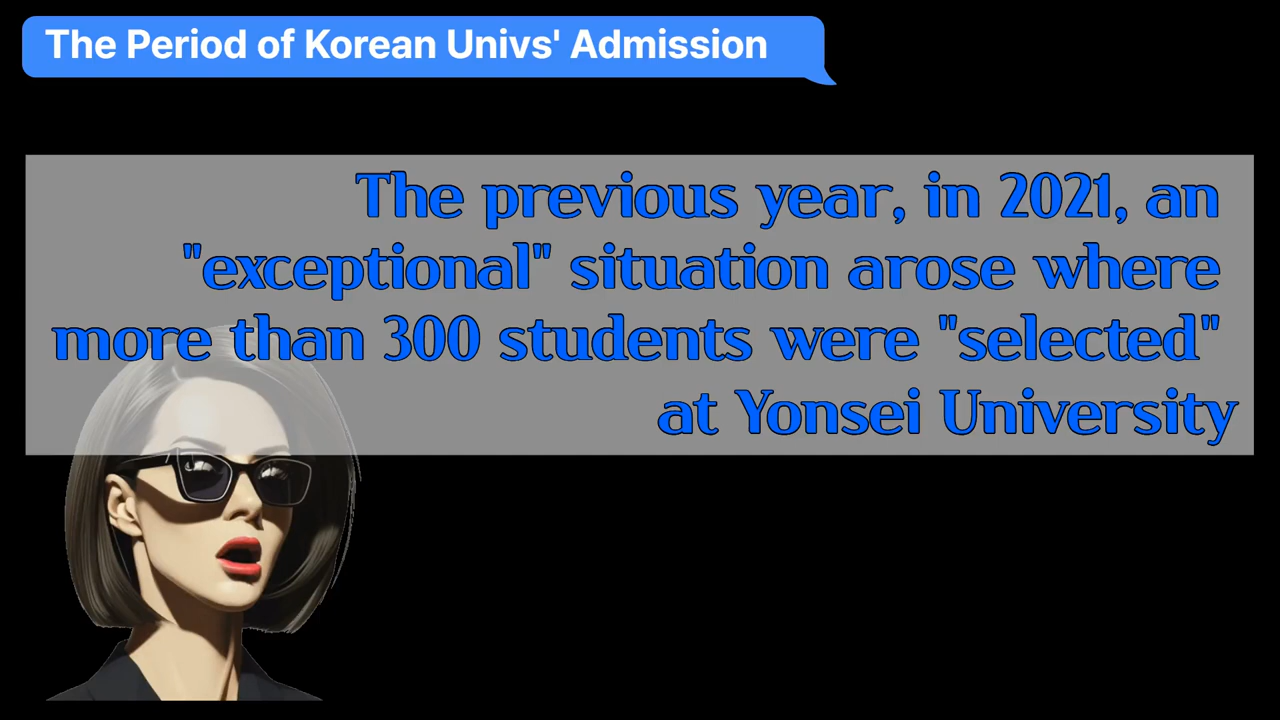 The Period of Korean Univs' Admission
The previous year, in 2021, an
"exceptional" situation arose where
more than 300 students were "selected"
at Yonsei University